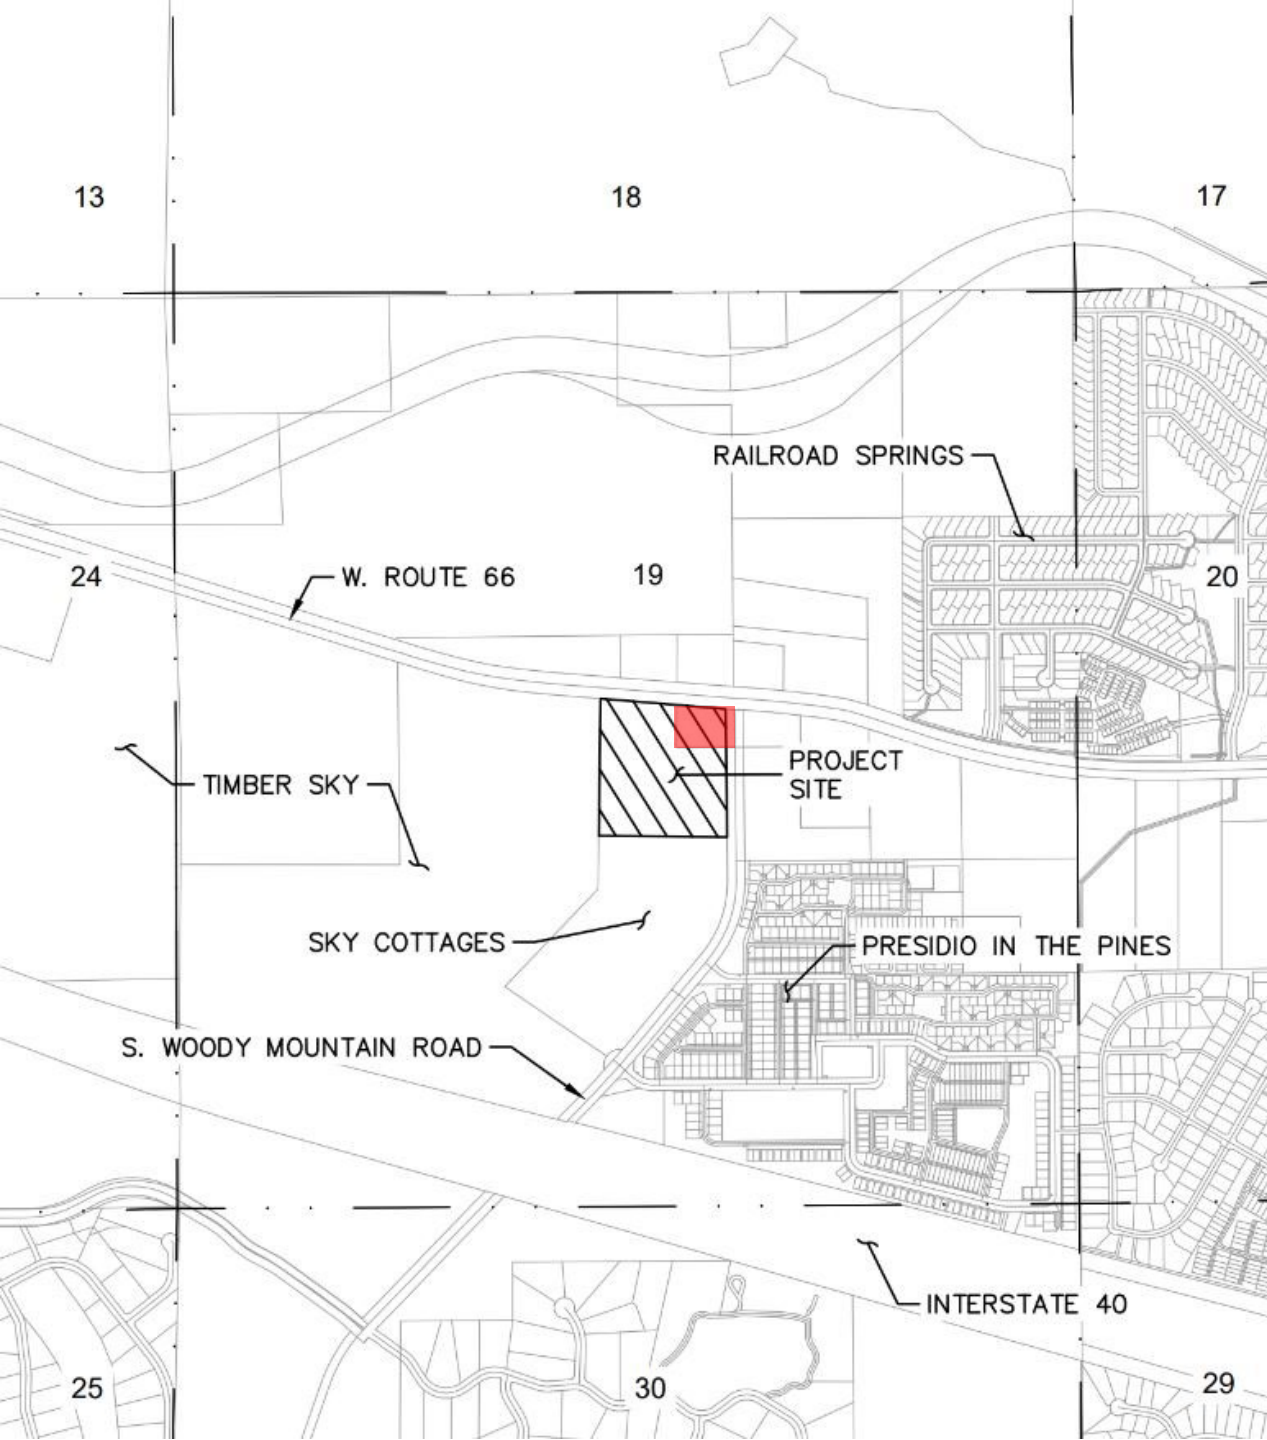 13
18
17
RAILROAD SPRINGS
24
W. ROUTE 66
19
20
PROJECT
SITE
TIMBER SKY
SKY COTTAGES
PRESIDIO IN THE PINES
S. WOODY MOUNTAIN ROAD
INTERSTATE 40
25
30
29